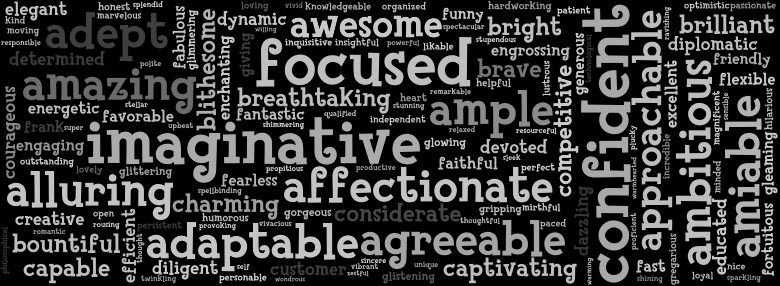 elegant
honest
splendid
marvelous
kind
moving
responsible
adept
determined
polite
fabulous
glimmering
blithesome
enchanting
dynamic
loving
vivid
knowledgeable
organized
willing
giving
awesome
inquisitive
insightful
powerful
likable
funny
spectacular
hardworking
bright
stupendous
engrossing
patient
generous
optimistic
passionate
ravishing
brilliant
diplomatic
friendly
flexible
focused
brave
helpful
lustrous
amazing
courageous
energetic
stellar
favorable
frank
super
upbeat
engaging
outstanding
lovely
glittering
breathtaking
fantastic
shimmering
qualified
heart
stunning
remarkable
independent
ample
relaxed
resourceful
competitive
imaginative
glowing
devoted
sleek
faithful
perfect
propitious
productive
fearless
spellbinding
alluring
charming
affectionate
confident
approachable
plucky
warmhearted
proficient
incredible
excellent
ambitious
magnificent
sensible
minded
educated
amiable
hilarious
gleaming
fortuitous
creative
open
rousing
romantic
philosophical
bountiful
efficient
thoughtful
persistent
humorous
provoking
vivacious
gorgeous
considerate
thoughtful
gripping
mirthful
paced
dazzling
adaptable
agreeable
capable
diligent
twinkling
self
personable
customer
wondrous
sincere
vibrant
zestful
unique
glistening
captivating
warming
fast
shining
gregarious
loyal
nice
sparkling